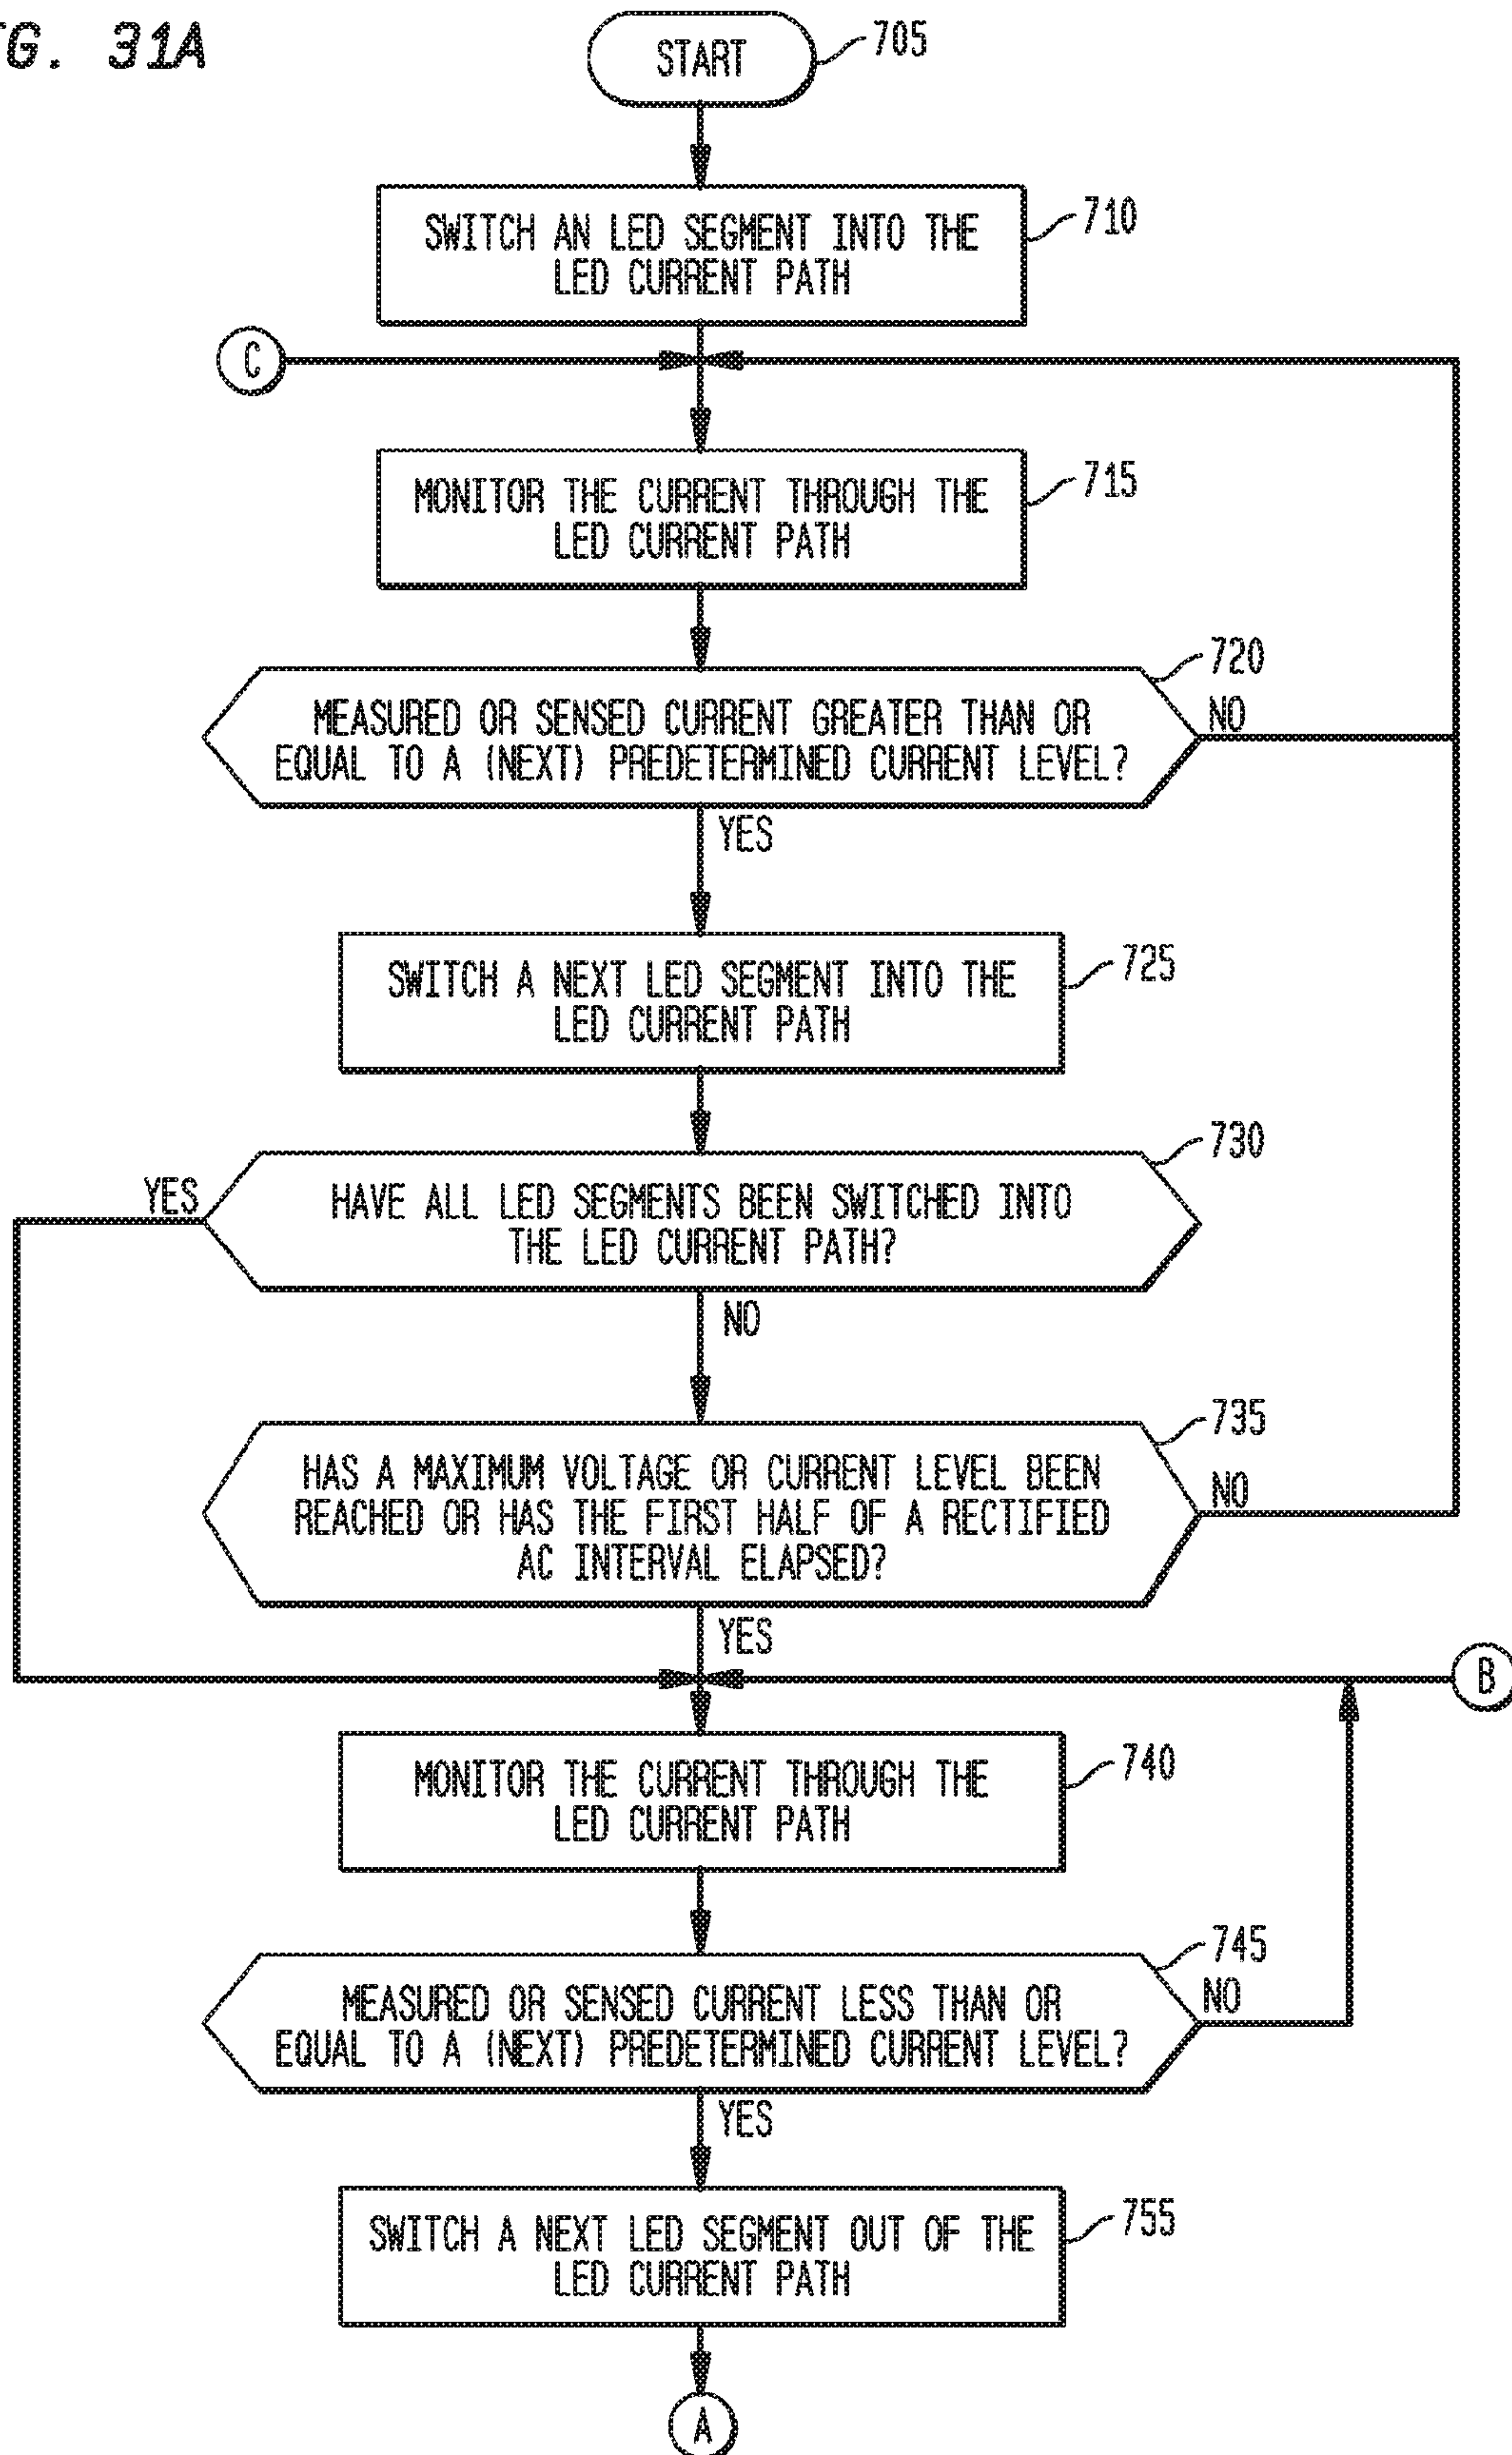 G. 31A
START
705
SWITCH AN LED SEGMENT INTO THE
LED CURRENT PATH
710
C
MONITOR THE CURRENT THROUGH THE
LED CURRENT PATH
715
720
MEASURED OR SENSED CURRENT GREATER THAN OR
EQUAL TO A (NEXT) PREDETERMINED CURRENT LEVEL?
NO
YES
SWITCH A NEXT LED SEGMENT INTO THE
LED CURRENT PATH
725
730
YES
HAVE ALL LED SEGMENTS BEEN SWITCHED INTO
THE LED CURRENT PATH?
NO
735
HAS A MAXIMUM VOLTAGE OR CURRENT LEVEL BEEN
REACHED OR HAS THE FIRST HALF OF A RECTIFIED
AC INTERVAL ELAPSED?
NO
YES
B
MONITOR THE CURRENT THROUGH THE
LED CURRENT PATH
740
745
MEASURED OR SENSED CURRENT LESS THAN OR
EQUAL TO A (NEXT) PREDETERMINED CURRENT LEVEL?
NO
YES
SWITCH A NEXT LED SEGMENT OUT OF THE
LED CURRENT PATH
755
A